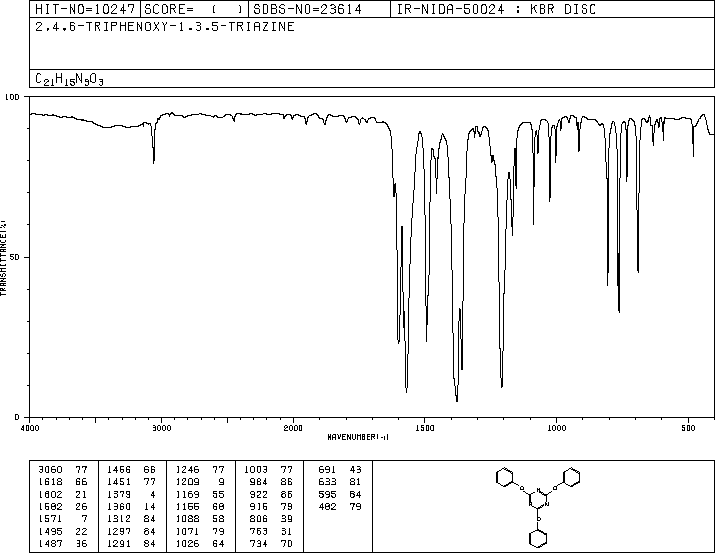 HIT-NO=10247 SCORE= ( ) SDBS-NO=23614 IR-NIDA-50024 : KBR DISC
2,4,6-TRIPHENOXY-1,3,5-TRIAZINE
C21H15N3O3
100
50
0
TRANSMITTANCE(%)
4000 3000 2000 1500 1000 500
WAVENUMBER(-1)
3060 77 1466 66 1246 77 1003 77 691 43
1618 66 1451 77 1209 9 984 86 633 81
1602 21 1379 4 1169 55 922 86 595 84
1582 26 1360 14 1155 68 916 79 482 79
1571 7 1312 84 1088 58 806 39
1495 22 1297 84 1071 79 763 31
1487 36 1291 84 1026 64 734 70
O N O
N N
O